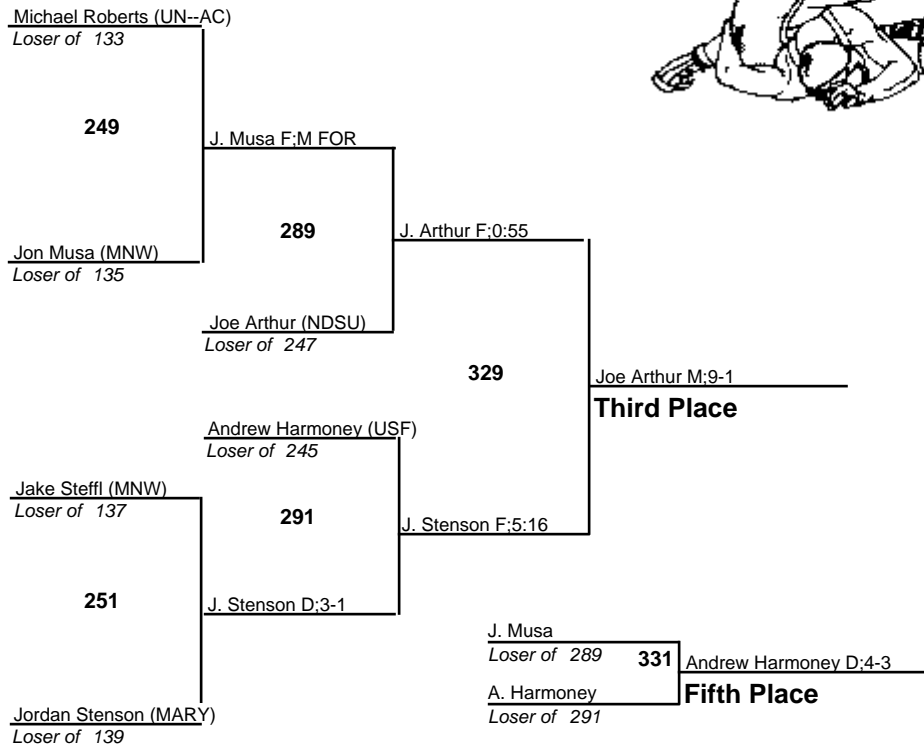 Michael Roberts (UN--AC)
Loser of 133
249
J. Musa F;M FOR
Jon Musa (MNW)
Loser of 135
289
J. Arthur F;0:55
Joe Arthur (NDSU)
Loser of 247
329
Joe Arthur M;9-1
Third Place
Andrew Harmoney (USF)
Loser of 245
Jake Steffl (MNW)
Loser of 137
291
J. Stenson F;5:16
251
J. Stenson D;3-1
Jordan Stenson (MARY)
Loser of 139
J. Musa
Loser of 289
331
Andrew Harmoney D;4-3
Fifth Place
A. Harmoney
Loser of 291